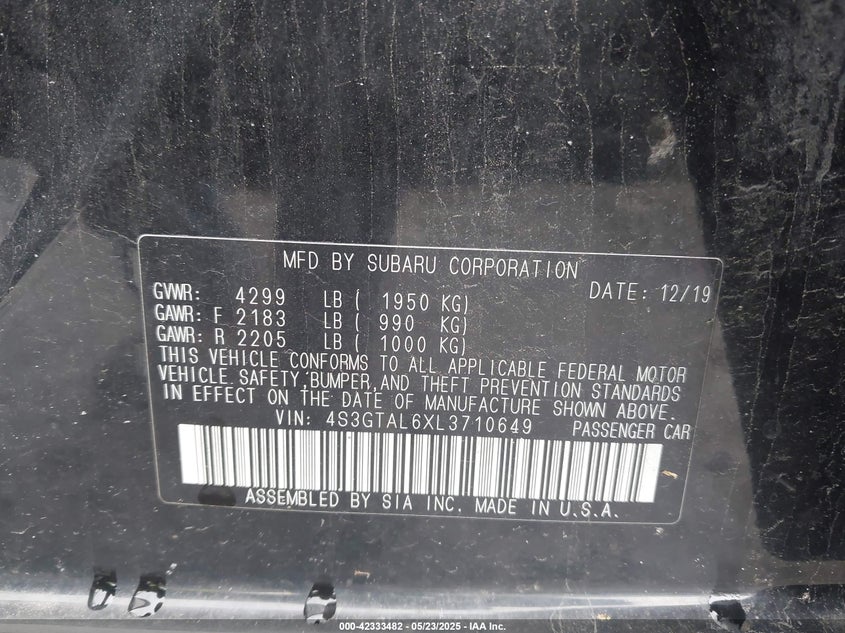 MFD BY SUBARU CORPORATION
DATE: 12/19
GVWR: 4299 LB ( 1950 KG)
GAWR: F 2183 LB ( 990 KG)
GAWR: R 2205 LB ( 1000 KG)
THIS VEHICLE CONFORMS TO ALL APPLICABLE FEDERAL MOTOR
VEHICLE SAFETY, BUMPER, AND THEFT PREVENTION STANDARDS
IN EFFECT ON THE DATE OF MANUFACTURE SHOWN ABOVE.
VIN: 4S3GTAL6XL3710649 PASSENGER CAR
ASSEMBLED BY SIA INC. MADE IN U.S.A.
000-42333482 - 05/23/2025 - IAA Inc.